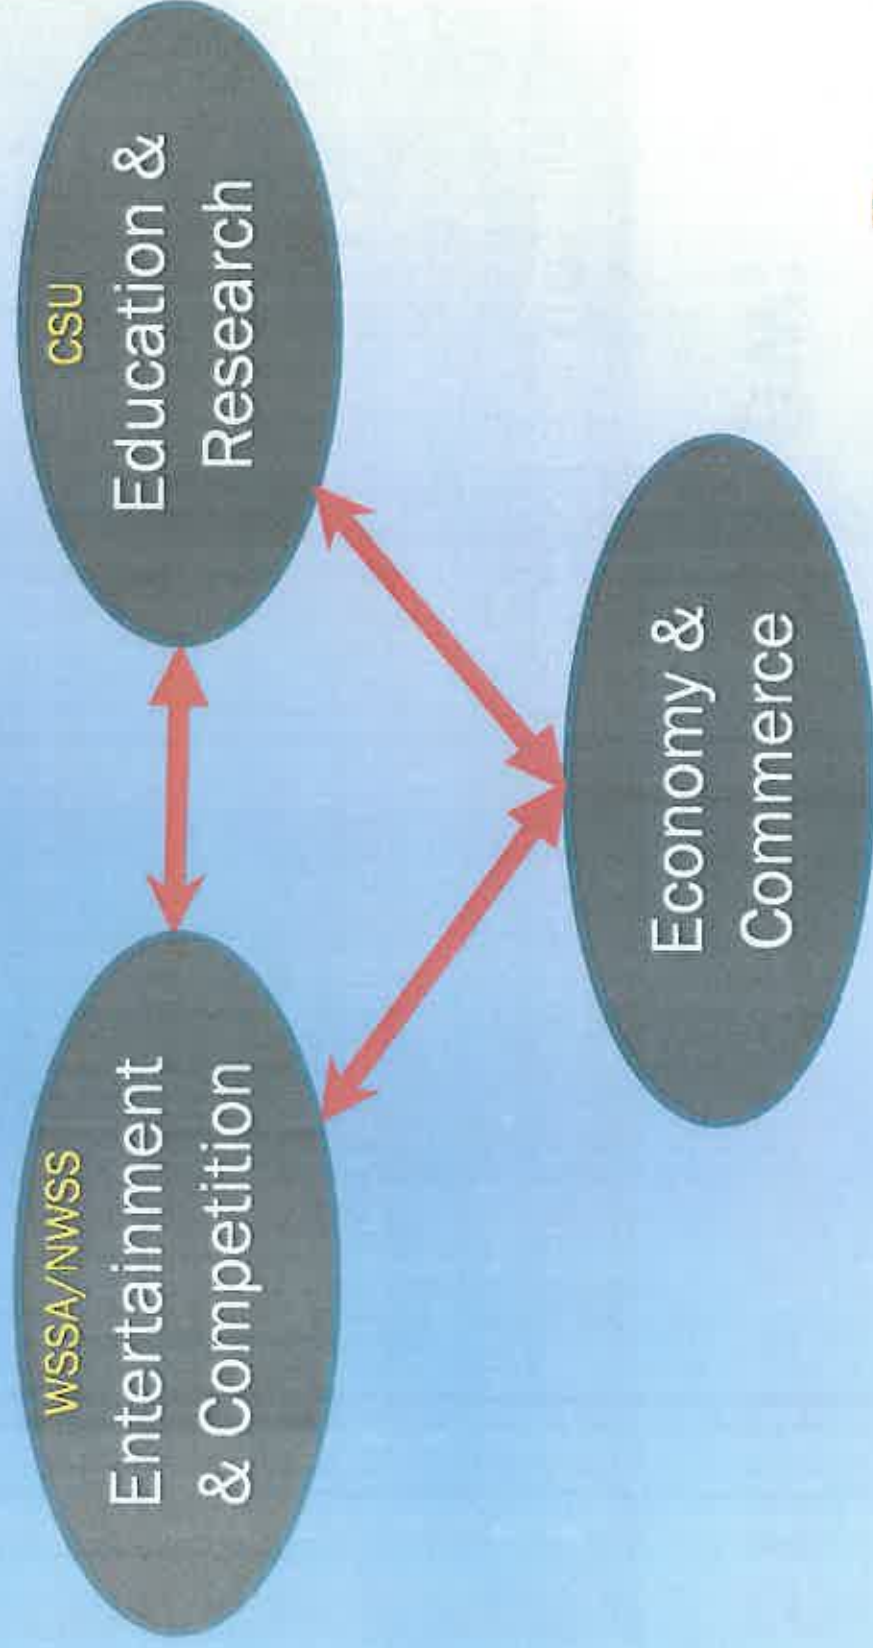 WSSA/NWSS
Entertainment
& Competition
CSU
Education &
Research
Economy &
Commerce